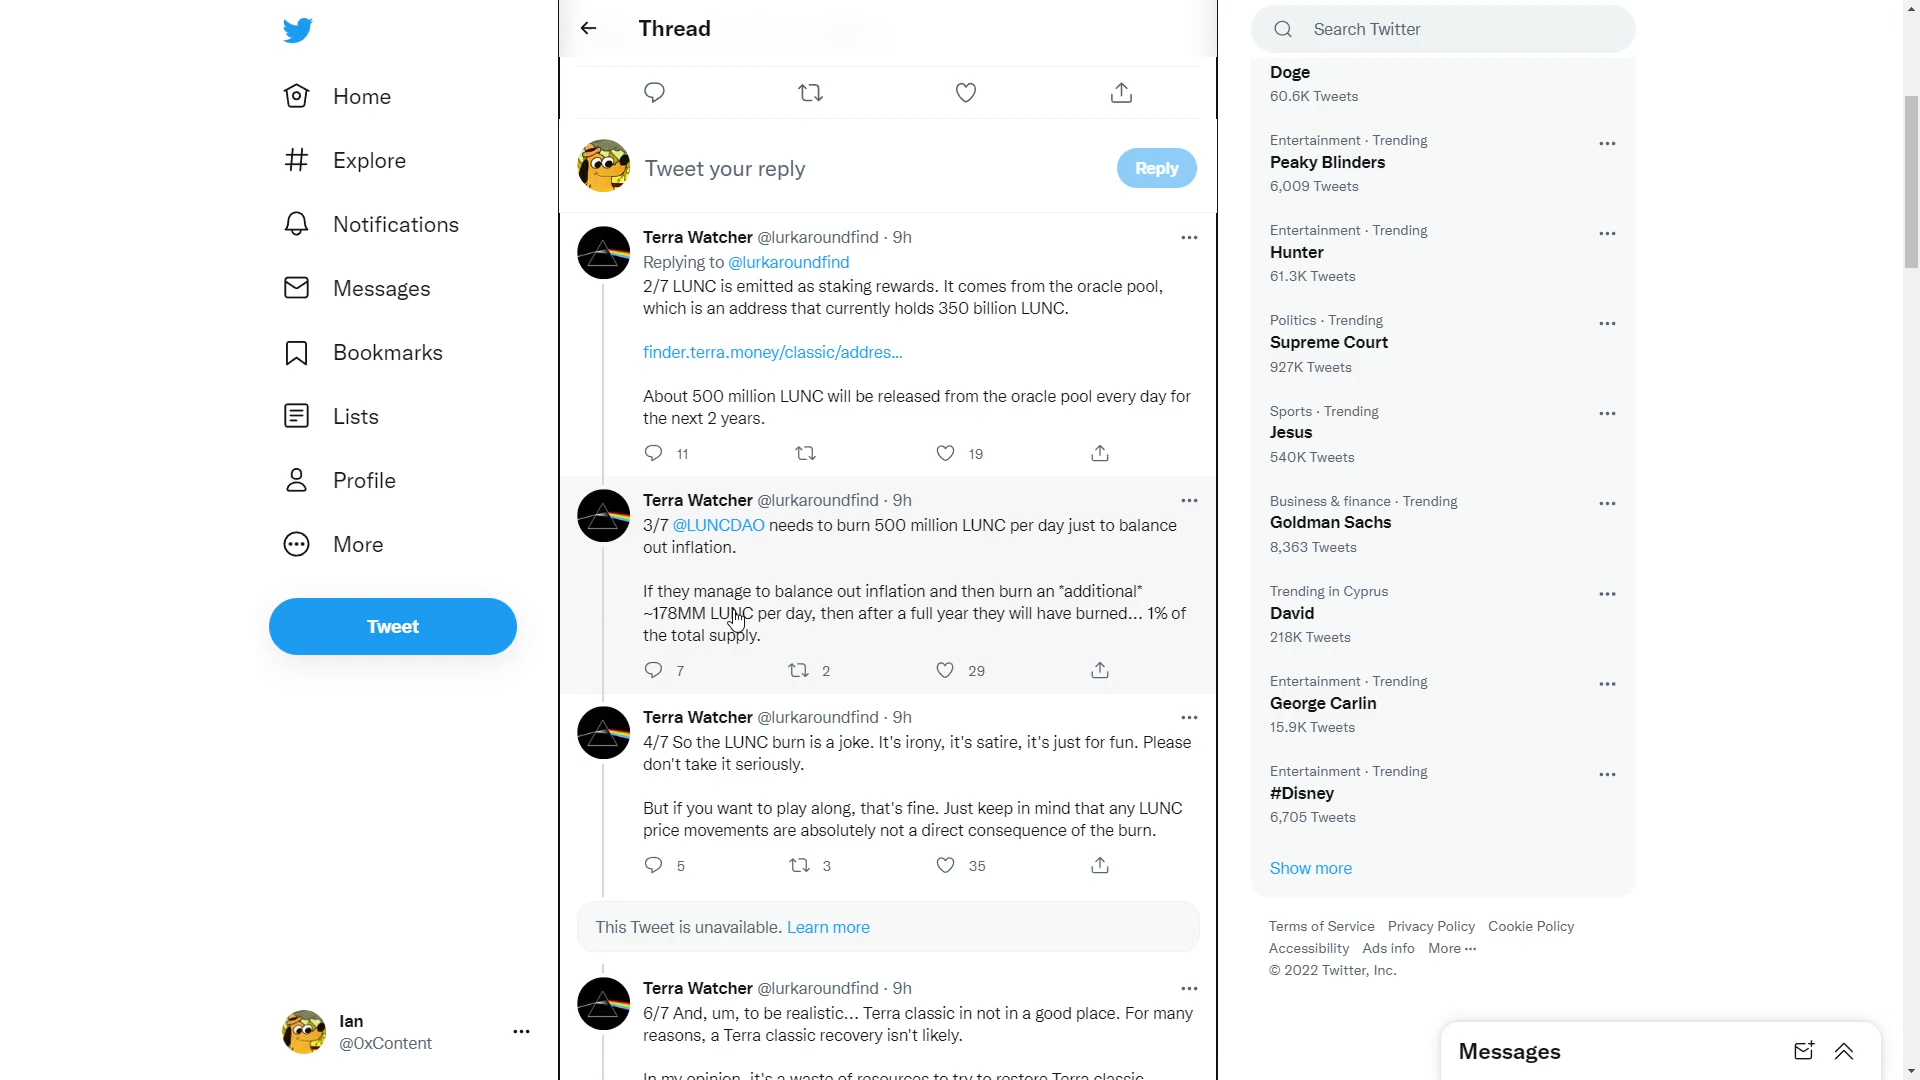 Home
Explore
Notifications
Messages
Bookmarks
Lists
Profile
More
Tweet
Ian
@0xContent
Thread
Tweet your reply
Reply
Terra Watcher @lurkaroundfind · 9h
Replying to @lurkaroundfind
2/7 LUNC is emitted as staking rewards. It comes from the oracle pool,
which is an address that currently holds 350 billion LUNC.
finder.terra.money/classic/addres...
About 500 million LUNC will be released from the oracle pool every day for
the next 2 years.
11 19
Terra Watcher @lurkaroundfind · 9h
3/7 @LUNCDAO needs to burn 500 million LUNC per day just to balance
out inflation.
If they manage to balance out inflation and then burn an *additional*
~178MM LUNC per day, then after a full year they will have burned... 1% of
the total supply.
7 2 29
Terra Watcher @lurkaroundfind · 9h
4/7 So the LUNC burn is a joke. It's irony, it's satire, it's just for fun. Please
don't take it seriously.
But if you want to play along, that's fine. Just keep in mind that any LUNC
price movements are absolutely not a direct consequence of the burn.
5 3 35
This Tweet is unavailable. Learn more
Terra Watcher @lurkaroundfind · 9h
6/7 And, um, to be realistic... Terra classic in not in a good place. For many
reasons, a Terra classic recovery isn't likely.
In my opinion, it's a waste of resources to try to restore Terra classic
Search Twitter
Doge
60.6K Tweets
Entertainment · Trending
Peaky Blinders
6,009 Tweets
Entertainment · Trending
Hunter
61.3K Tweets
Politics · Trending
Supreme Court
927K Tweets
Sports · Trending
Jesus
540K Tweets
Business & finance · Trending
Goldman Sachs
8,363 Tweets
Trending in Cyprus
David
218K Tweets
Entertainment · Trending
George Carlin
15.9K Tweets
Entertainment · Trending
#Disney
6,705 Tweets
Show more
Terms of Service Privacy Policy Cookie Policy
Accessibility Ads info More ···
© 2022 Twitter, Inc.
Messages